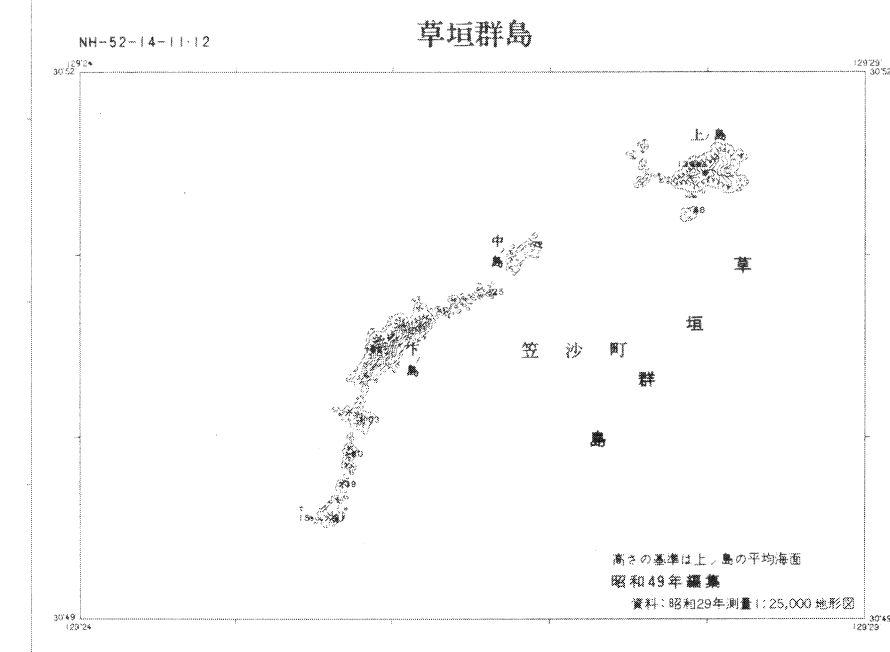 草垣群島
NH-52-14-11·12
129°24′
129°29′
30°52′
30°52′
上ノ島
中ノ島
下ノ島
草垣群島
笠沙町
高さの基準は上ノ島の平均海面
昭和49年編集
資料:昭和29年測量1:25,000地形図
30°49′
30°49′
129°24′
129°29′